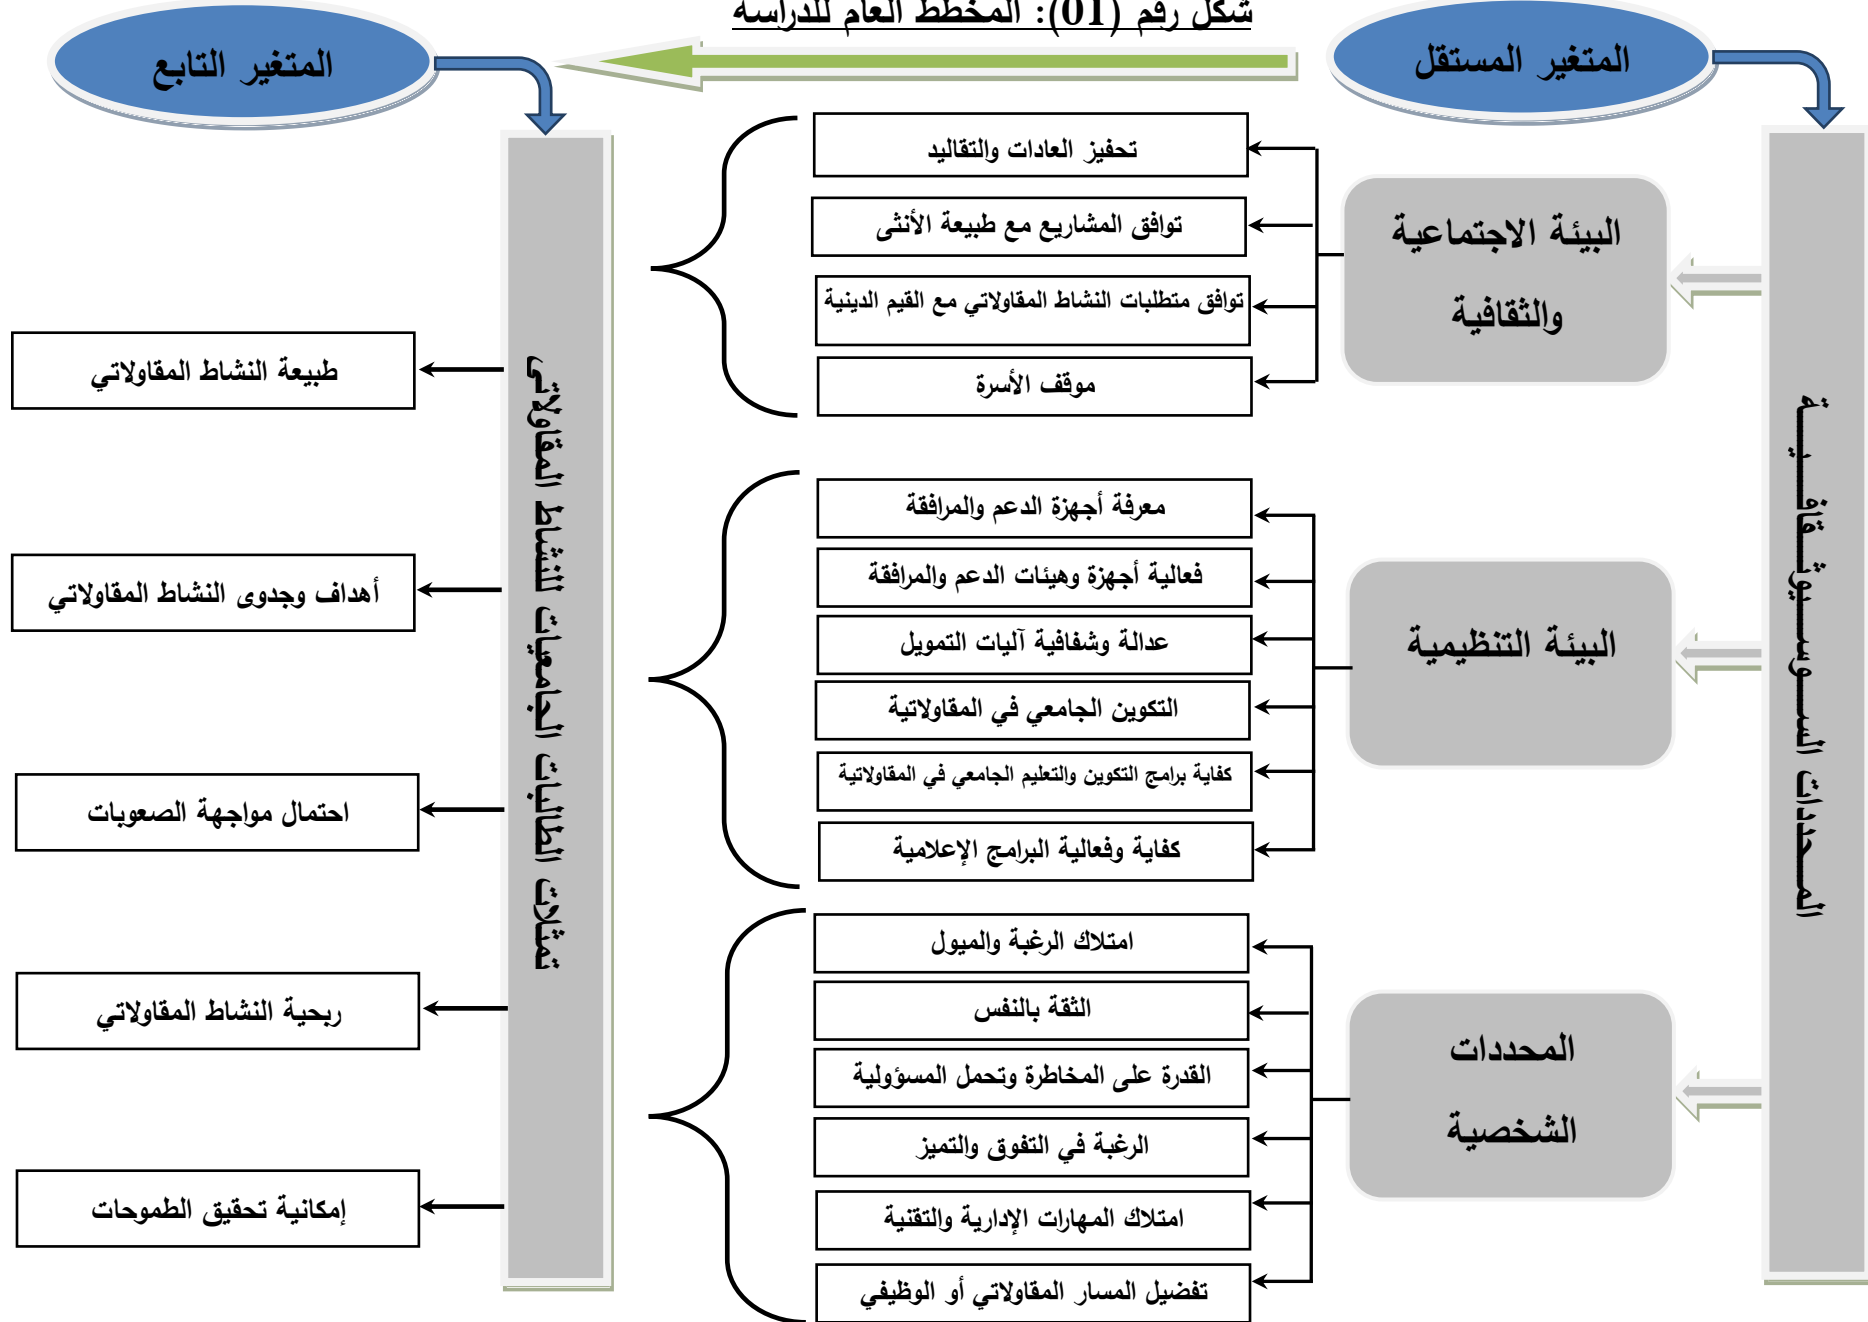 شكل رقم (01): المخطط العام للدراسة
المتغير المستقل
المتغير التابع
المــحددات الســوسـيوثـقافـيـة
البيئة الاجتماعية
والثقافية
تحفيز العادات والتقاليد
توافق المشاريع مع طبيعة الأنثى
توافق متطلبات النشاط المقاولاتي مع القيم الدينية
موقف الأسرة
البيئة التنظيمية
معرفة أجهزة الدعم والمرافقة
فعالية أجهزة وهيئات الدعم والمرافقة
عدالة وشفافية آليات التمويل
التكوين الجامعي في المقاولاتية
كفاية برامج التكوين والتعليم الجامعي في المقاولاتية
كفاية وفعالية البرامج الإعلامية
المحددات
الشخصية
امتلاك الرغبة والميول
الثقة بالنفس
القدرة على المخاطرة وتحمل المسؤولية
الرغبة في التفوق والتميز
امتلاك المهارات الإدارية والتقنية
تفضيل المسار المقاولاتي أو الوظيفي
تمثلات الطالبات الجامعيات للنشاط المقاولاتي
طبيعة النشاط المقاولاتي
أهداف وجدوى النشاط المقاولاتي
احتمال مواجهة الصعوبات
ربحية النشاط المقاولاتي
إمكانية تحقيق الطموحات